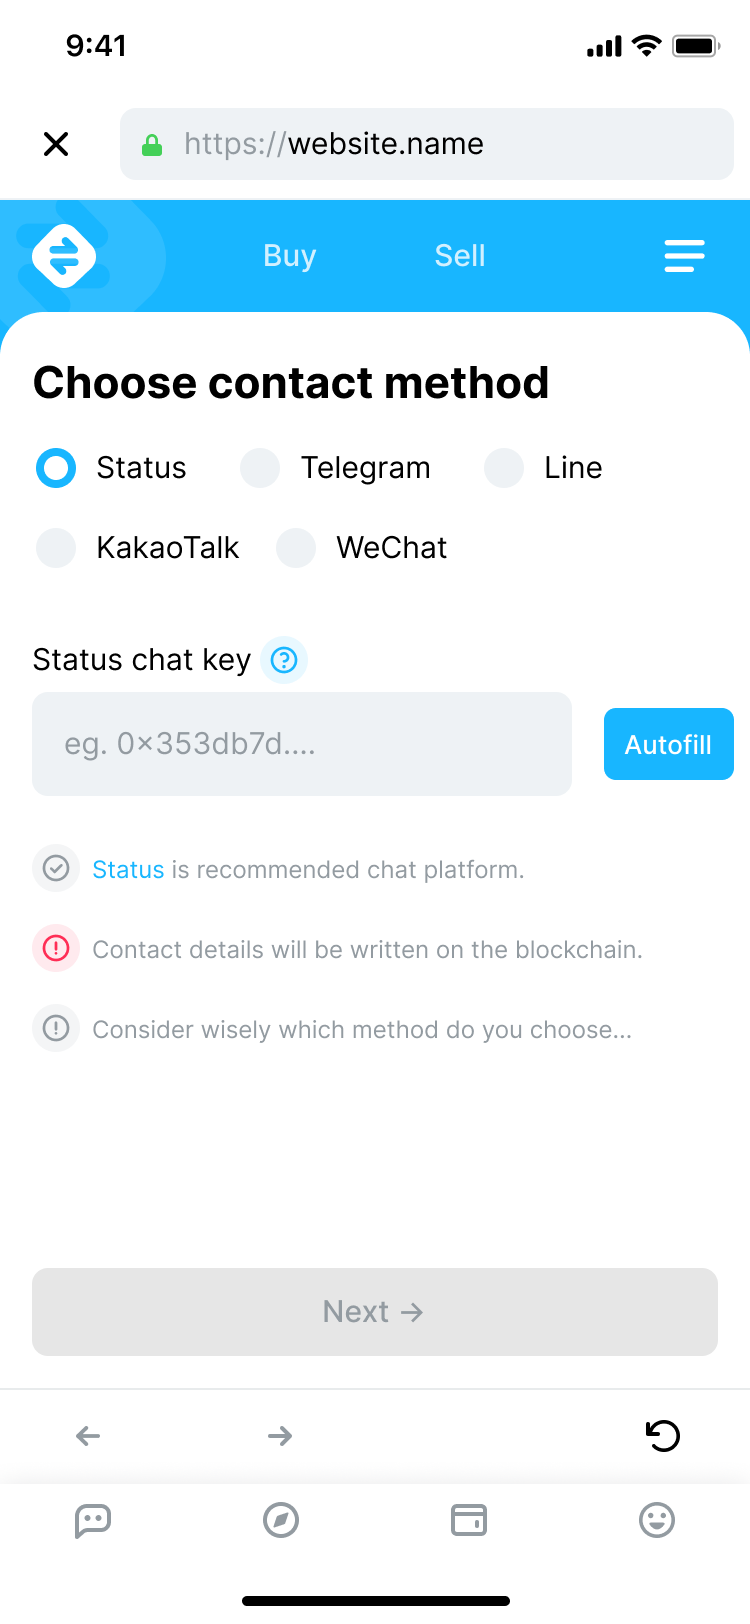 9:41
https://website.name
Buy Sell
Choose contact method
Status Telegram Line
KakaoTalk WeChat
Status chat key
eg. 0×353db7d....
Autofill
Status is recommended chat platform.
Contact details will be written on the blockchain.
Consider wisely which method do you choose...
Next →